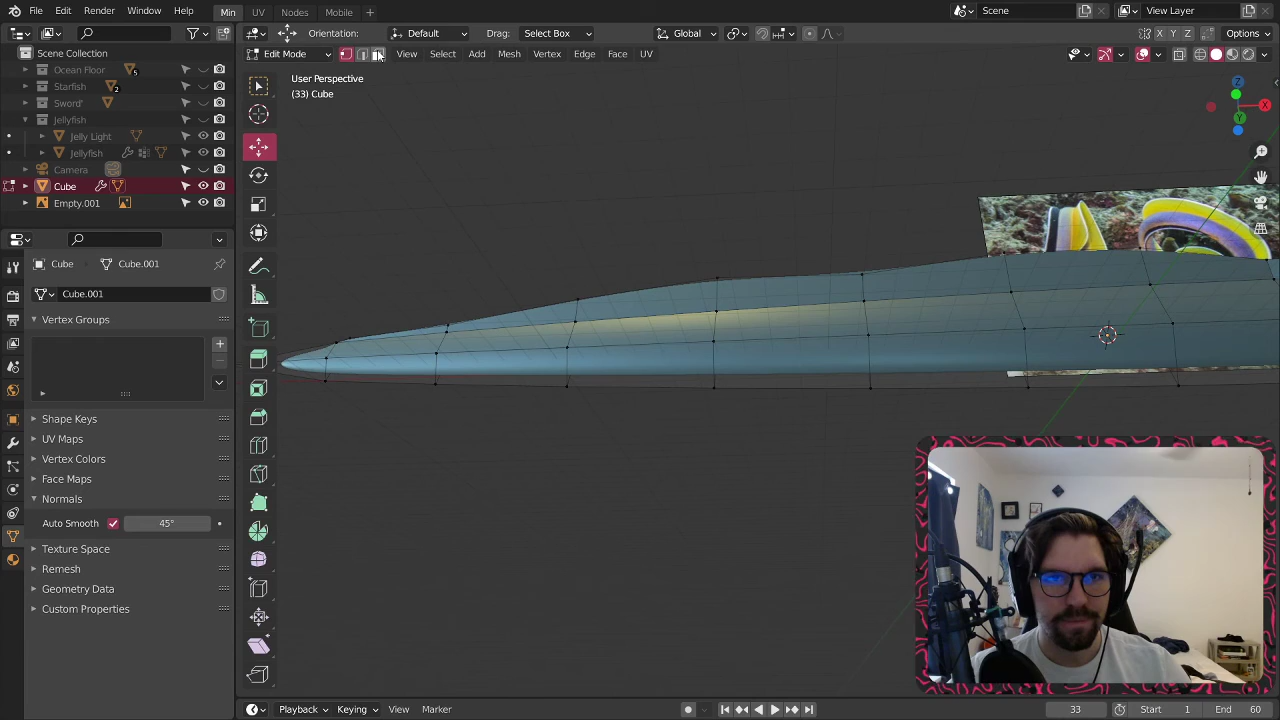 File Edit Render Window Help Min UV Nodes Mobile
Scene View Layer
Orientation: Default Drag: Select Box Global X Y Z Options
Edit Mode View Select Add Mesh Vertex Edge Face UV
Scene Collection
Ocean Floor 5
Starfish 2
Sword'
Jellyfish
Jelly Light
Jellyfish
Camera
Cube
Empty.001
Cube Cube.001
Cube.001
Vertex Groups
Shape Keys
UV Maps
Vertex Colors
Face Maps
Normals
Auto Smooth 45°
Texture Space
Remesh
Geometry Data
Custom Properties
User Perspective
(33) Cube
Z
X
Y
Playback Keying View Marker 33 Start 1 End 60